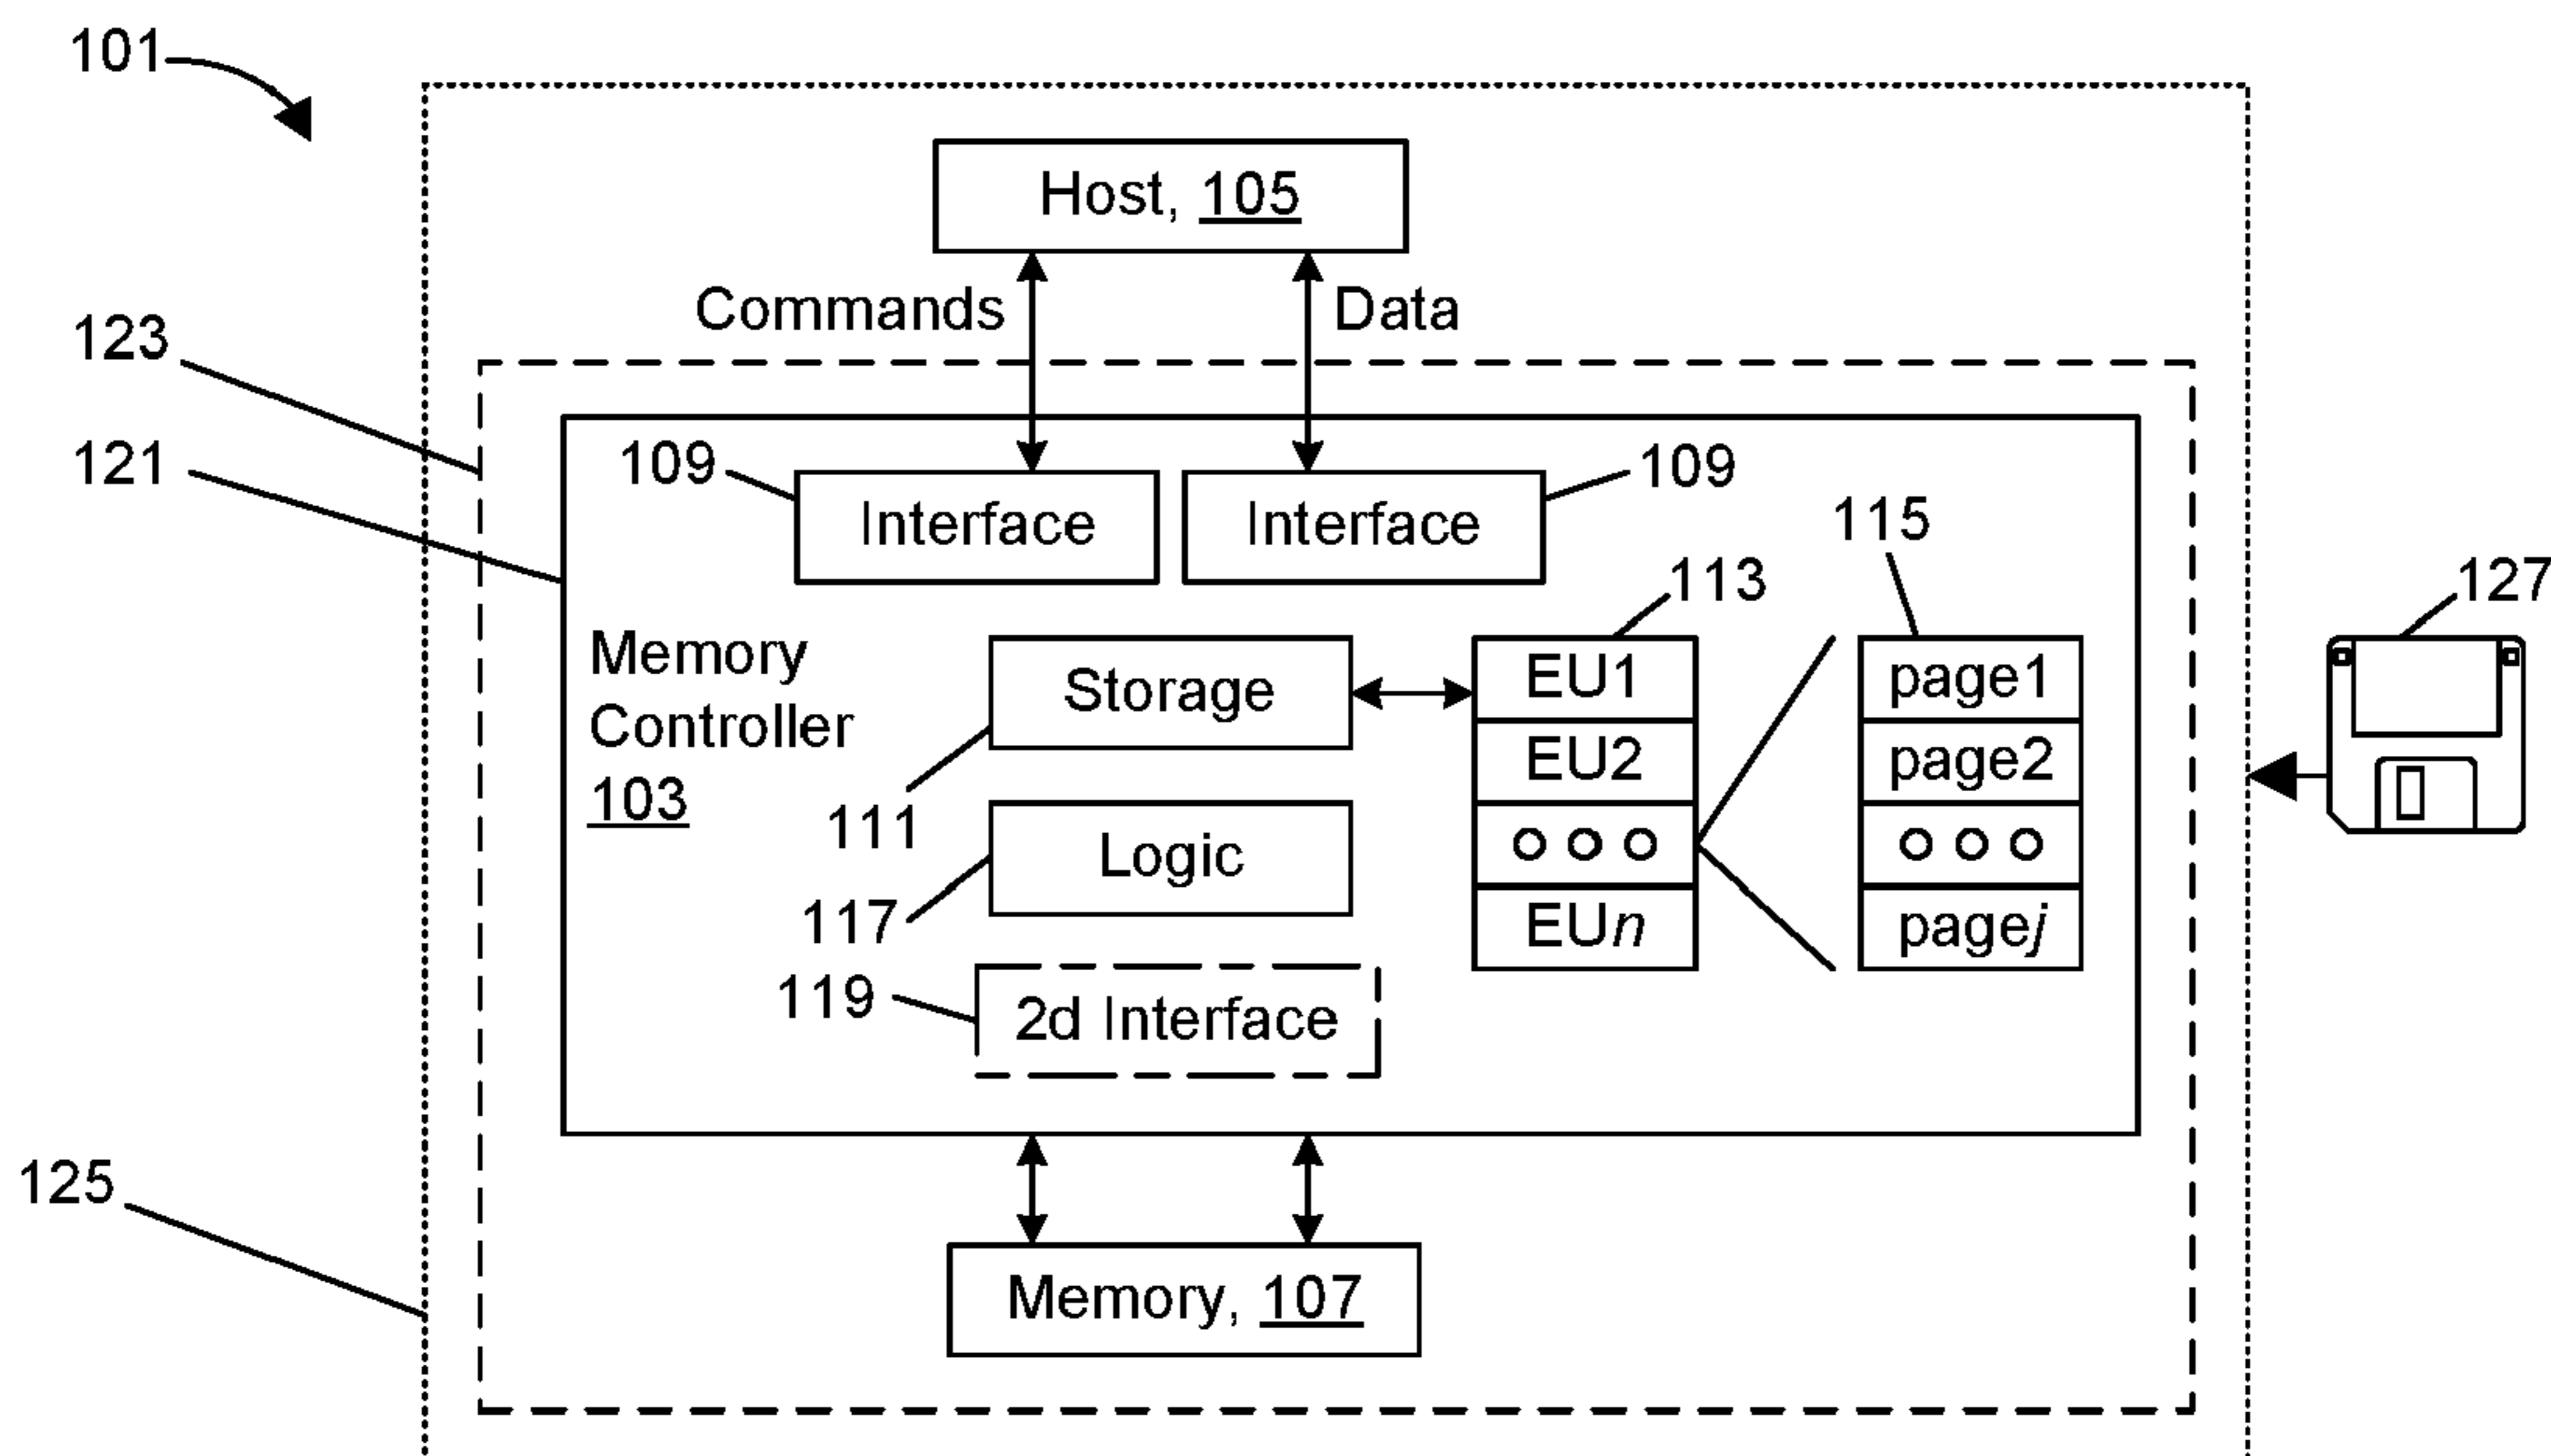 101
Host, 105
Commands
Data
123
121
109
Interface
Interface
109
115
113
127
Memory
Controller
103
Storage
111
EU1
EU2
EUn
page1
page2
pagej
Logic
117
119
2d Interface
125
Memory, 107